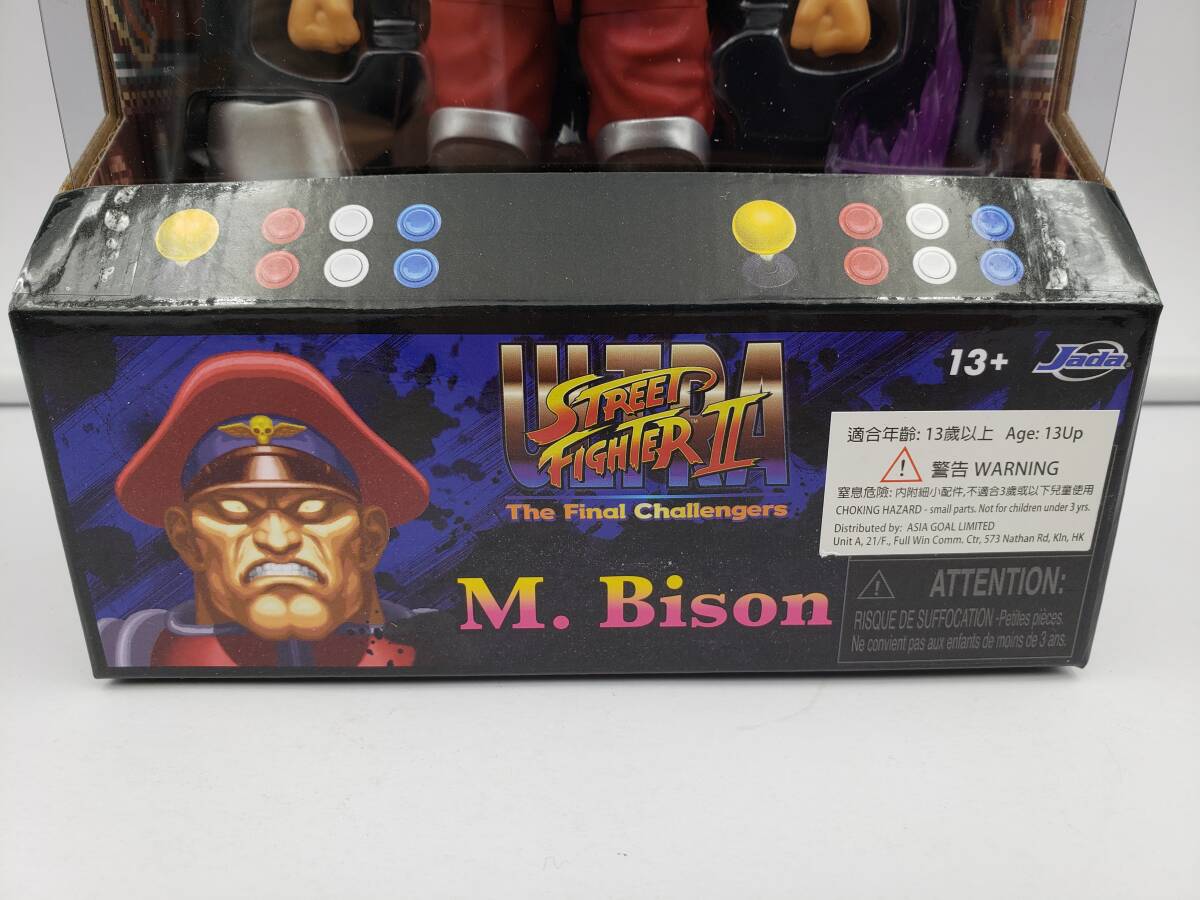 ULTRA
STREET
FIGHTER II
™
The Final Challengers
M. Bison
13+
Jada
適合年齡: 13歲以上 Age: 13Up
警告 WARNING
窒息危險: 內附細小配件,不適合3歲或以下兒童使用
CHOKING HAZARD - small parts. Not for children under 3 yrs.
Distributed by: ASIA GOAL LIMITED
Unit A, 21/F., Full Win Comm. Ctr, 573 Nathan Rd, Kln, HK
ATTENTION:
RISQUE DE SUFFOCATION -Petites pièces.
Ne convient pas aux enfants de moins de 3 ans.